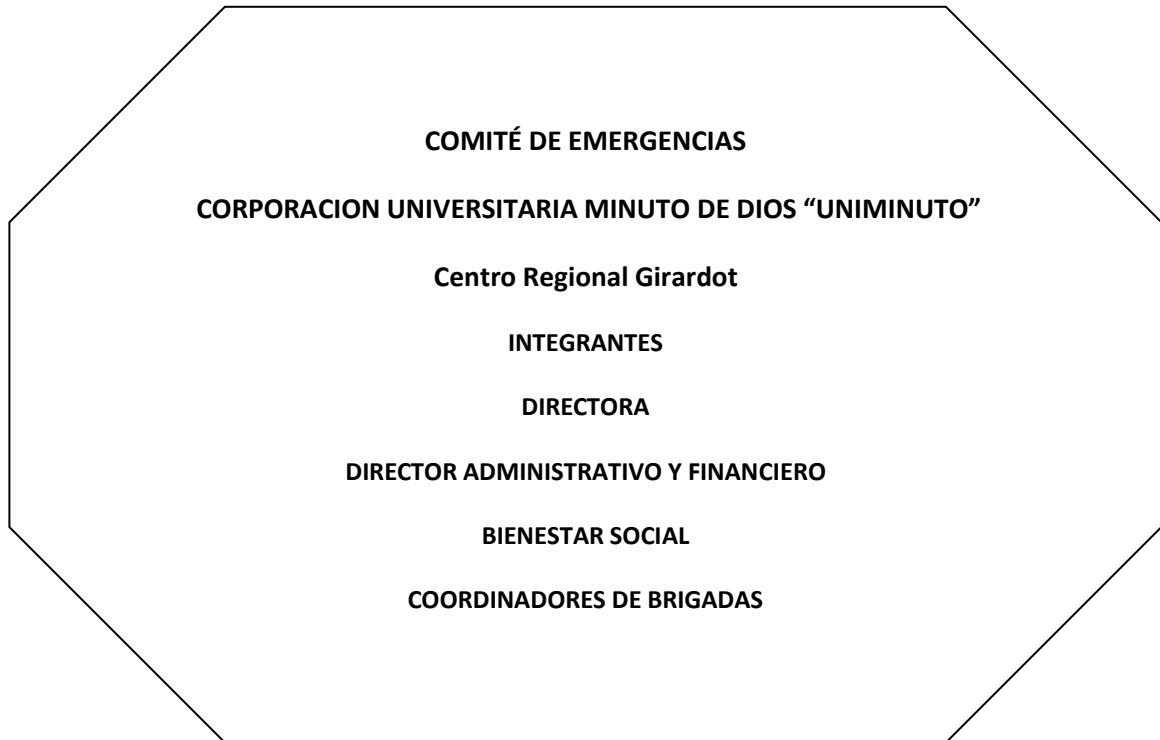 COMITÉ DE EMERGENCIAS
CORPORACION UNIVERSITARIA MINUTO DE DIOS “UNIMINUTO”
Centro Regional Girardot
INTEGRANTES
DIRECTORA
DIRECTOR ADMINISTRATIVO Y FINANCIERO
BIENESTAR SOCIAL
COORDINADORES DE BRIGADAS